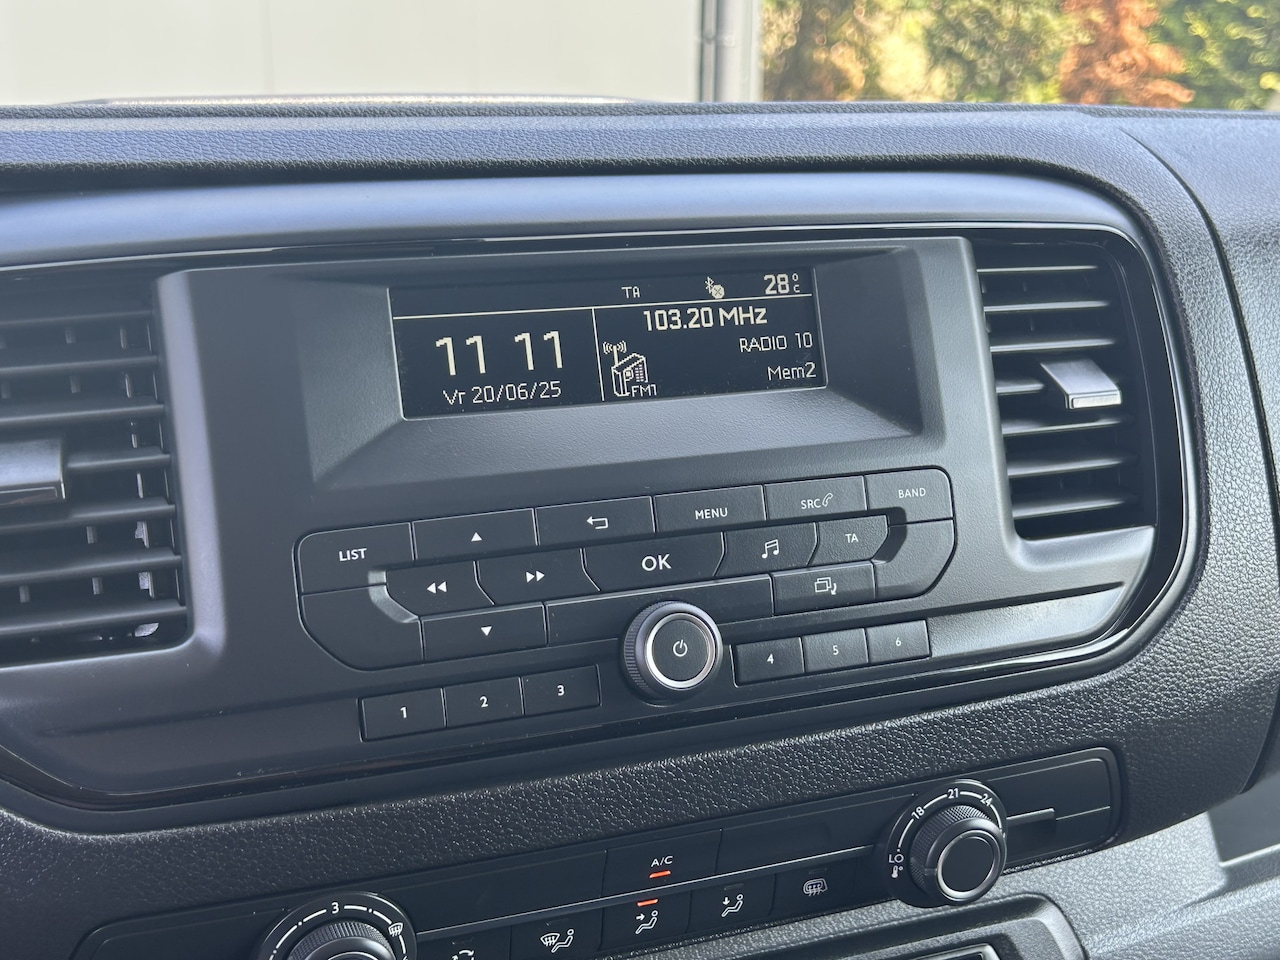 TA 28°C
11 11
Vr 20/06/25
103.20 MHz
RADIO 10
Mem2
FM1
LIST
MENU
SRC
BAND
OK
TA
1
2
3
4
5
6
A/C
LO 18 21 24
3